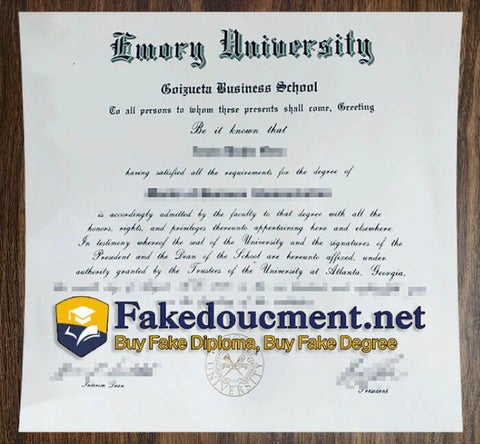 Emory University
Goizueta Business School
To all persons to whom these presents shall come, Greeting
Be it known that
having satisfied all the requirements for the degree of
is accordingly admitted by the faculty to that degree with all the
honors, rights, and privileges thereunto appertaining here and elsewhere.
In testimony whereof the seal of the University and the signatures of the
President and the Dean of the School are hereunto affixed, under
authority granted by the Trustees of the University at Atlanta, Georgia,
Fakedoucment.net
Buy Fake Diploma, Buy Fake Degree
UNIVERSITY
Interim Dean
President